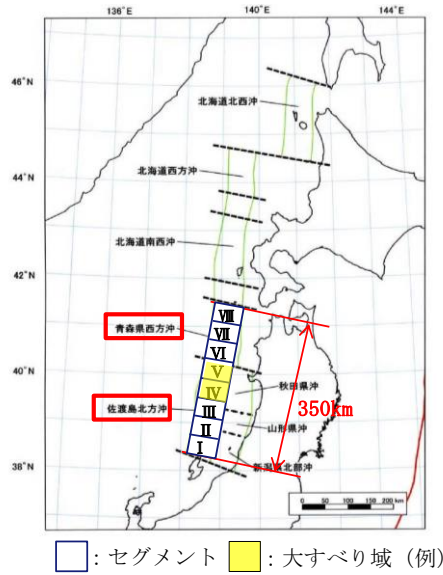 136°E
140°E
144°E
46°N
44°N
42°N
40°N
38°N
北海道北西沖
北海道西方沖
北海道南西沖
青森県西方沖
佐渡島北方沖
秋田県沖
山形県沖
新潟県北部沖
Ⅷ
Ⅶ
Ⅵ
Ⅴ
Ⅳ
Ⅲ
Ⅱ
Ⅰ
350km
0 50 100 150 200 km
：セグメント
：大すべり域（例）